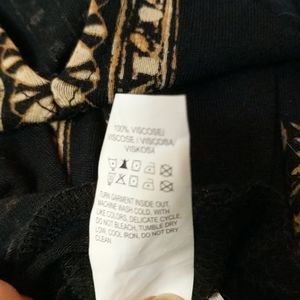 100% VISCOSE/
VISCOSE / VISCOSA/
VISKOSA
TURN GARMENT INSIDE OUT,
MACHINE WASH COLD, WITH
LIKE COLORS, DELICATE CYCLE,
DO NOT BLEACH, TUMBLE DRY
LOW, COOL IRON, DO NOT DRY
CLEAN.